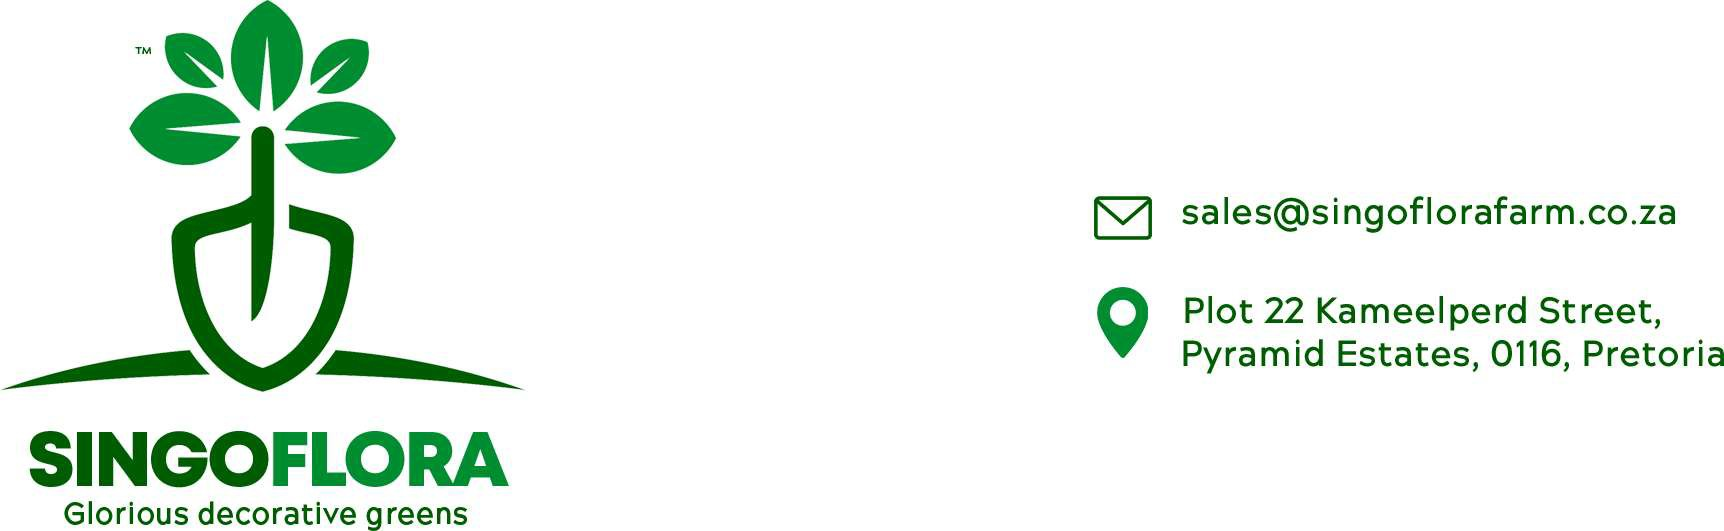 ™
SINGOFLORA
Glorious decorative greens
sales@singoflorafarm.co.za
Plot 22 Kameelperd Street,
Pyramid Estates, 0116, Pretoria